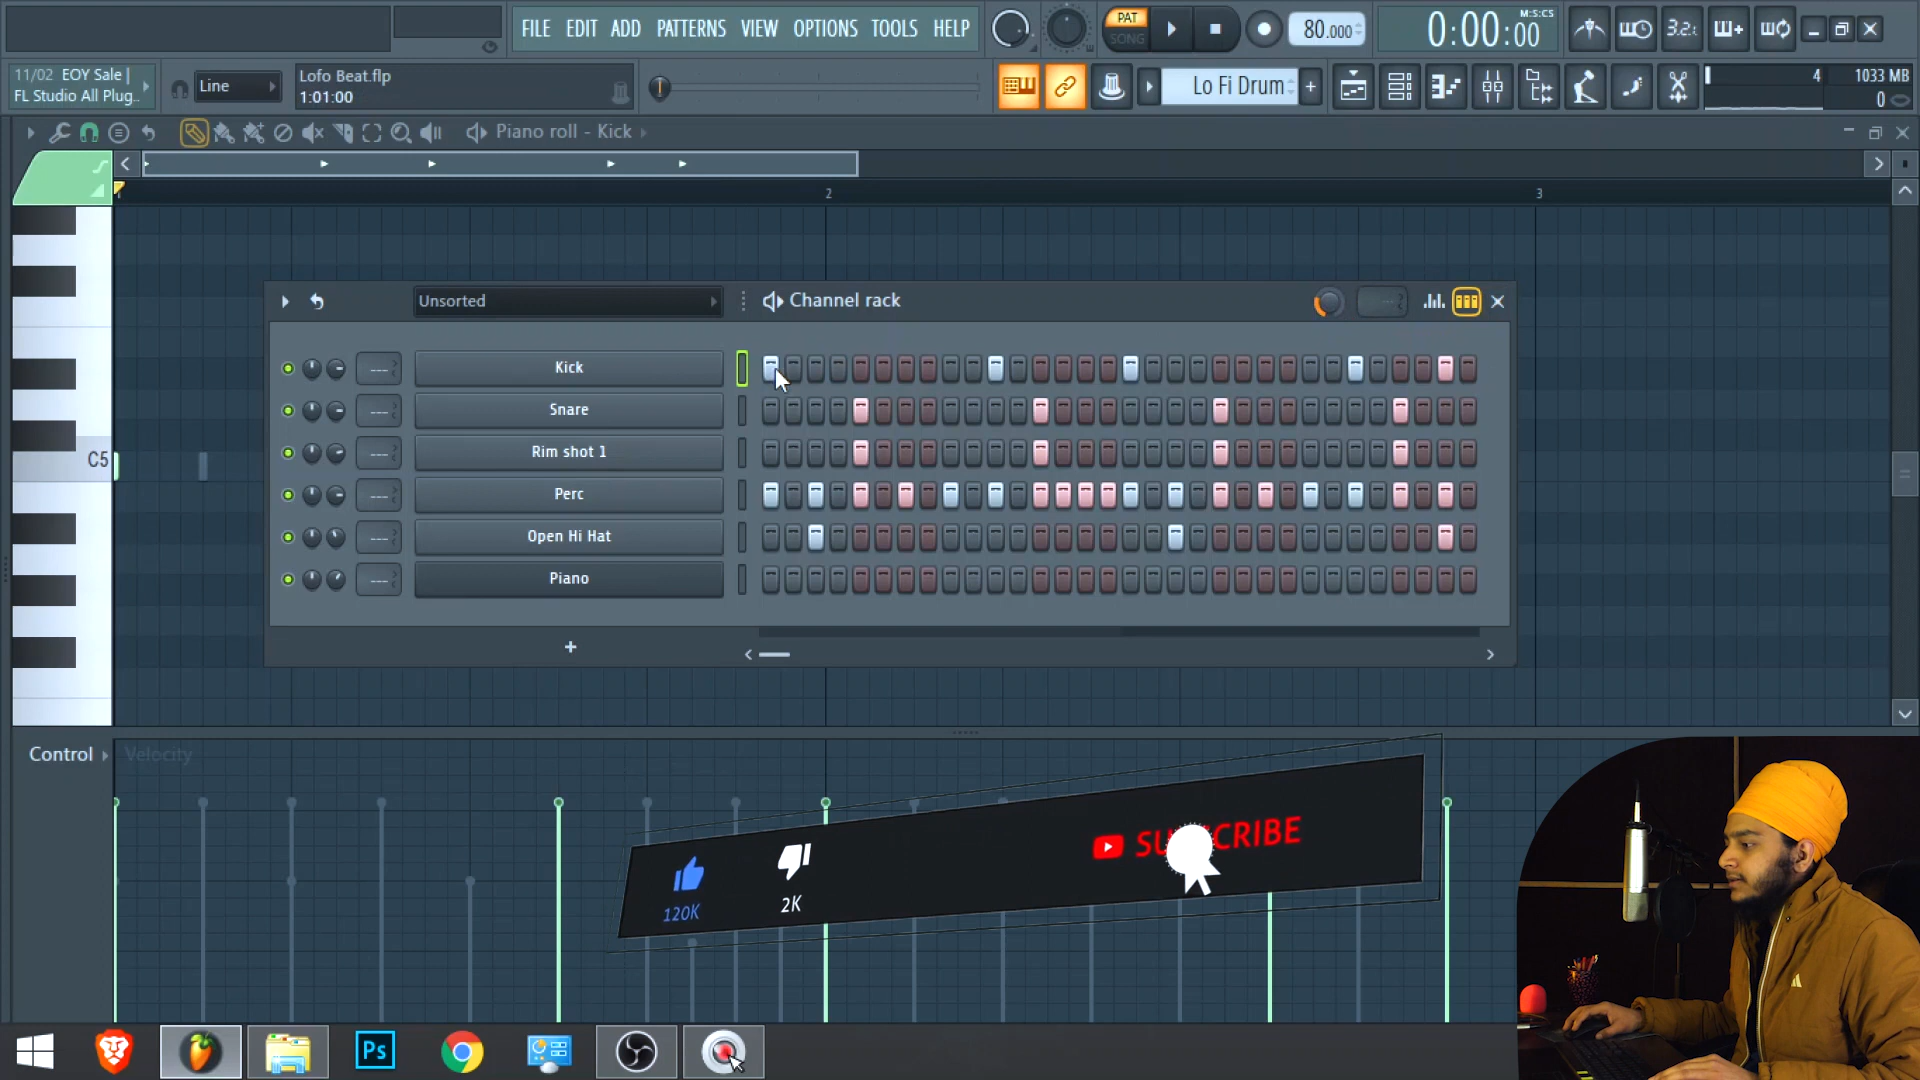 FILE EDIT ADD PATTERNS VIEW OPTIONS TOOLS HELP
PAT
SONG
80.000
M:S:CS
0:00:00
3.2
11/02 EOY Sale |
FL Studio All Plug..
Line
Lofo Beat.flp
1:01:00
Lo Fi Drum
+
4
1033 MB
0
Piano roll - Kick
2
3
Unsorted
Channel rack
Kick
Snare
Rim shot 1
Perc
Open Hi Hat
Piano
+
C5
Control
Velocity
120K
2K
Ps